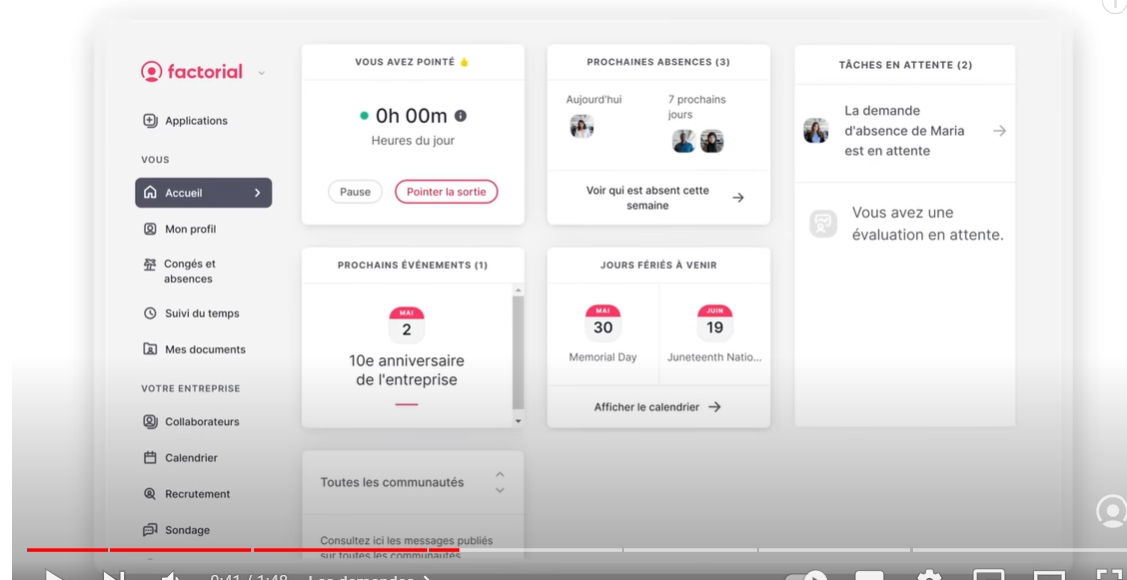 factorial
Applications
VOUS
Accueil
Mon profil
Congés et
absences
Suivi du temps
Mes documents
VOTRE ENTREPRISE
Collaborateurs
Calendrier
Recrutement
Sondage
VOUS AVEZ POINTÉ
0h 00m
Heures du jour
Pause
Pointer la sortie
PROCHAINES ABSENCES (3)
Aujourd'hui
7 prochains
jours
Voir qui est absent cette
semaine
TÂCHES EN ATTENTE (2)
La demande
d'absence de Maria
est en attente
Vous avez une
évaluation en attente.
PROCHAINS ÉVÉNEMENTS (1)
MAI
2
10e anniversaire
de l'entreprise
JOURS FÉRIÉS À VENIR
MAI
30
Memorial Day
JUIN
19
Juneteenth Natio...
Afficher le calendrier
Toutes les communautés
Consultez ici les messages publiés
sur toutes les communautés
0:41 / 1:48
Les demandes